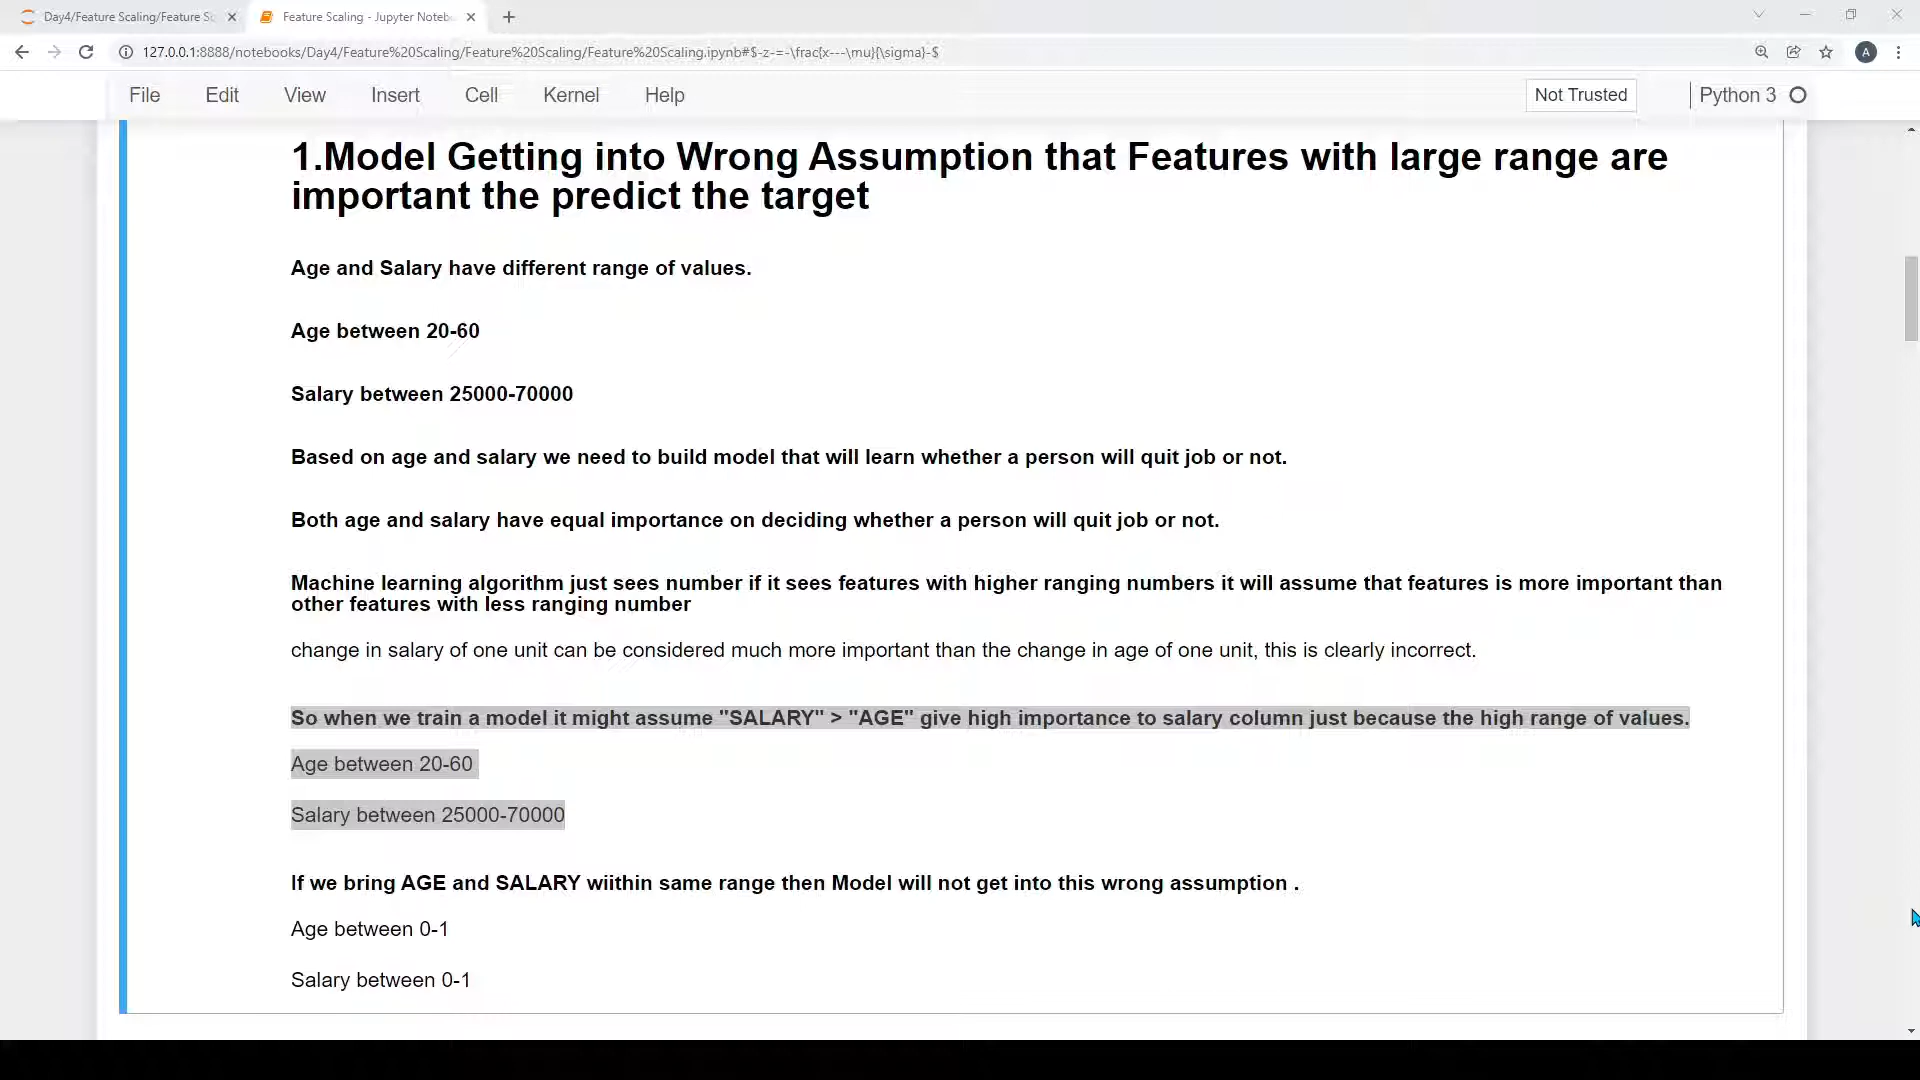 Day4/Feature Scaling/Feature Sc
Feature Scaling - Jupyter Noteb
127.0.0.1:8888/notebooks/Day4/Feature%20Scaling/Feature%20Scaling/Feature%20Scaling.ipynb#$-z-=-\frac{x---\mu}{\sigma}-$
A
File Edit View Insert Cell Kernel Help
Not Trusted
Python 3
1.Model Getting into Wrong Assumption that Features with large range are
important the predict the target
Age and Salary have different range of values.
Age between 20-60
Salary between 25000-70000
Based on age and salary we need to build model that will learn whether a person will quit job or not.
Both age and salary have equal importance on deciding whether a person will quit job or not.
Machine learning algorithm just sees number if it sees features with higher ranging numbers it will assume that features is more important than
other features with less ranging number
change in salary of one unit can be considered much more important than the change in age of one unit, this is clearly incorrect.
So when we train a model it might assume "SALARY" > "AGE" give high importance to salary column just because the high range of values.
Age between 20-60
Salary between 25000-70000
If we bring AGE and SALARY wiithin same range then Model will not get into this wrong assumption .
Age between 0-1
Salary between 0-1